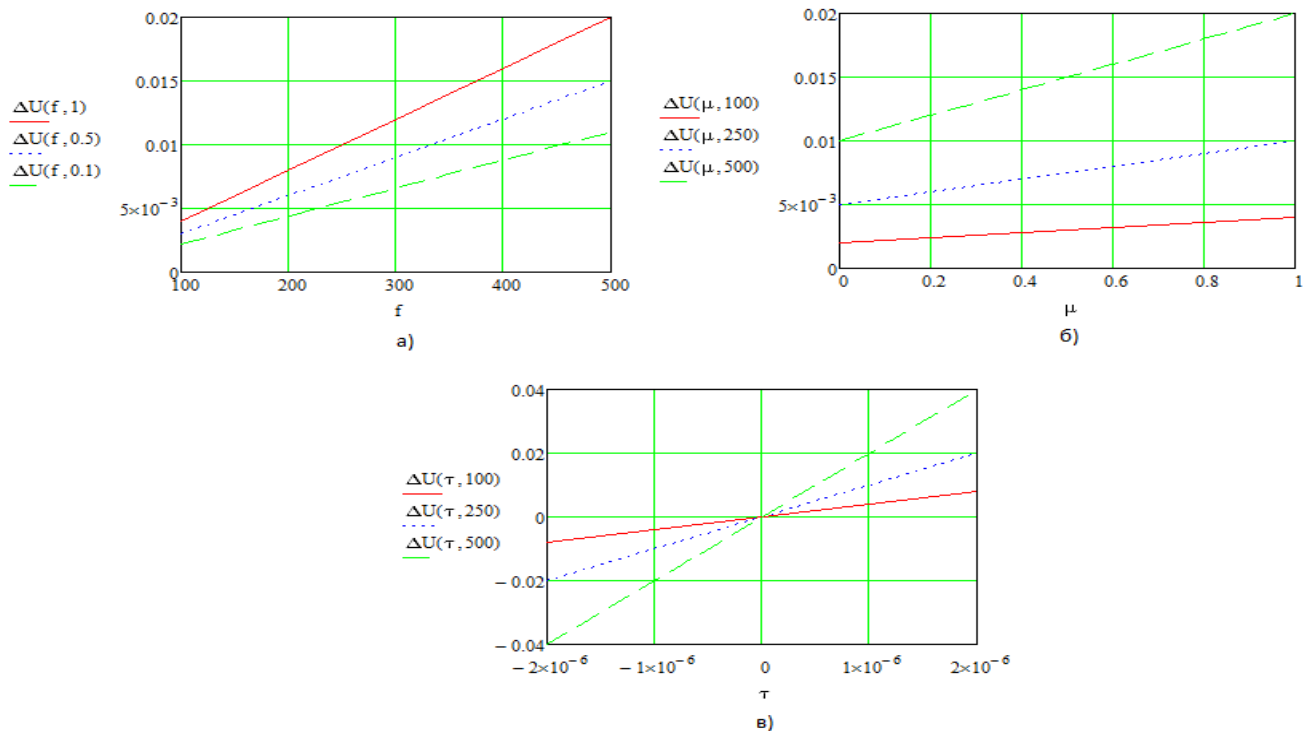 0.02
0.015
0.01
5×10⁻³
0
ΔU(f, 1)
ΔU(f, 0.5)
ΔU(f, 0.1)
100 200 300 400 500
f
а)
0.02
0.015
0.01
5×10⁻³
0
ΔU(μ, 100)
ΔU(μ, 250)
ΔU(μ, 500)
0 0.2 0.4 0.6 0.8 1
μ
б)
0.04
0.02
0
− 0.02
− 0.04
ΔU(τ, 100)
ΔU(τ, 250)
ΔU(τ, 500)
− 2×10⁻⁶ − 1×10⁻⁶ 0 1×10⁻⁶ 2×10⁻⁶
τ
в)